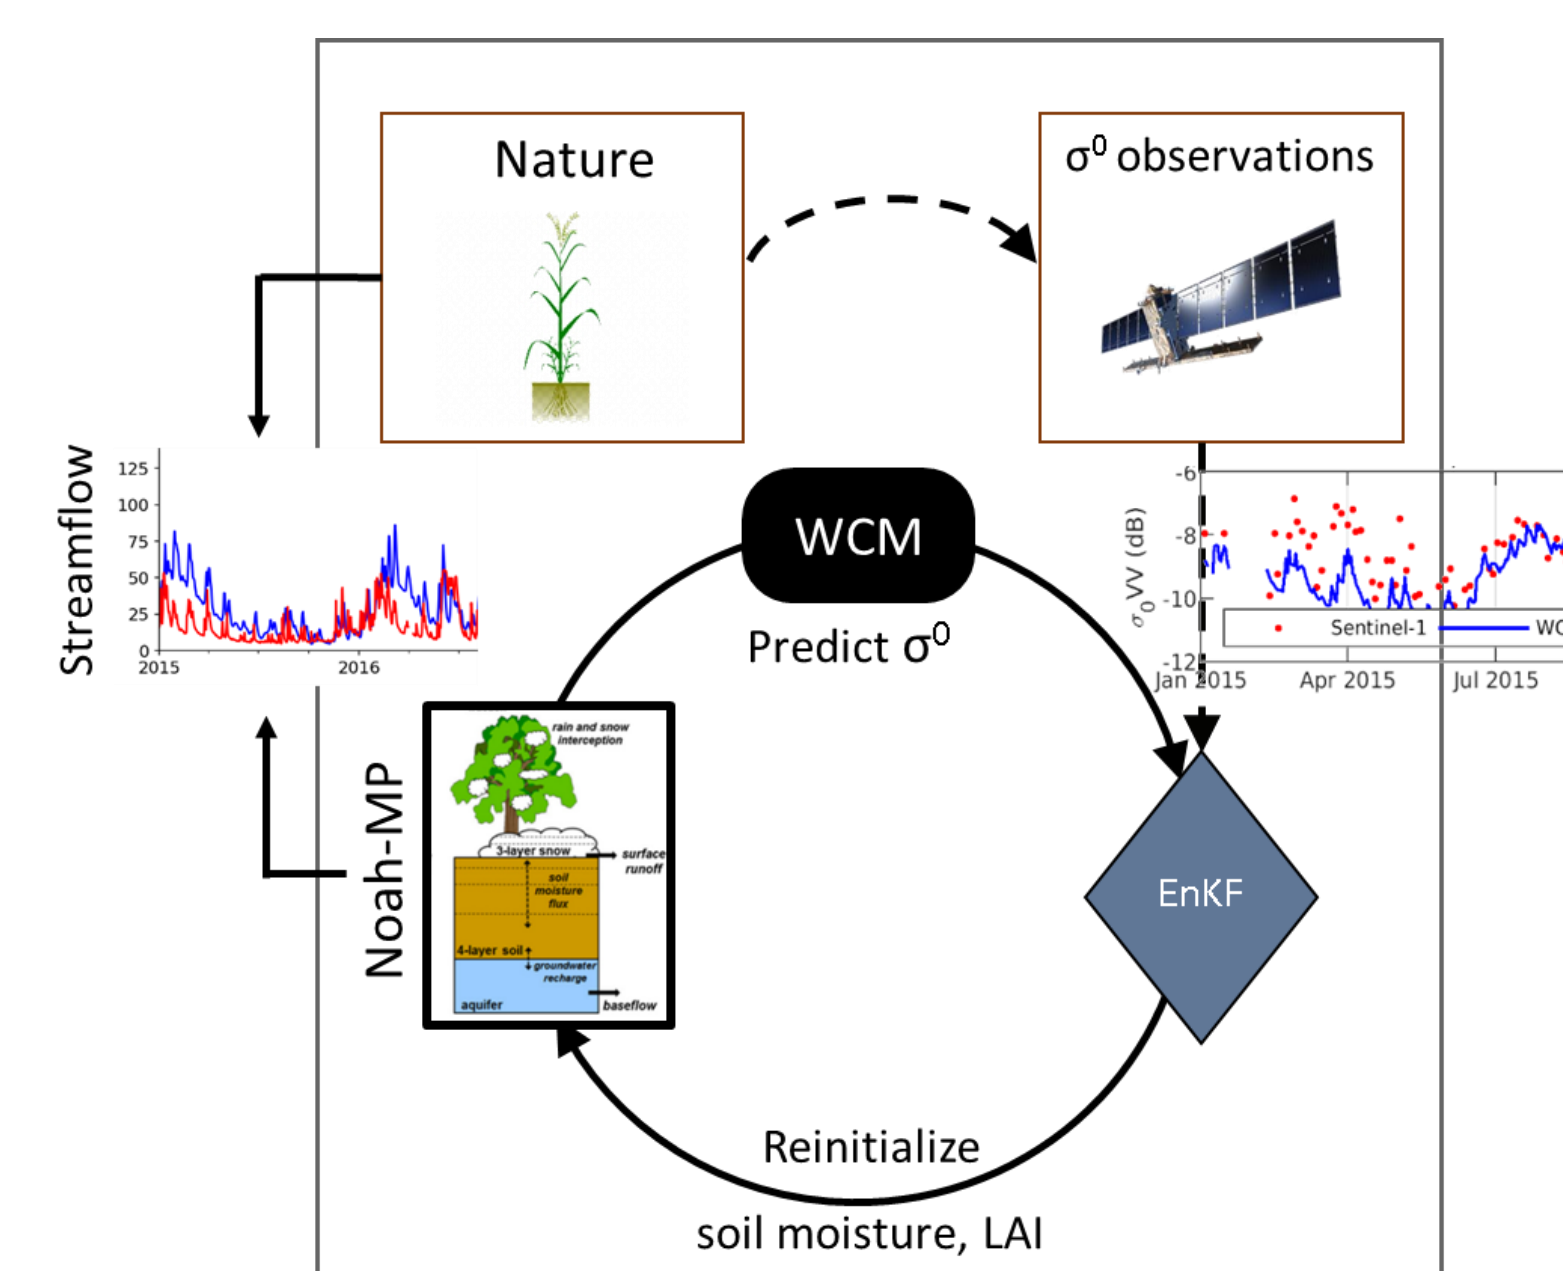 Nature
σ⁰ observations
Streamflow
125
100
75
50
25
0
2015
2016
WCM
Predict σ⁰
σ₀VV (dB)
-6
-8
-10
-12
Sentinel-1
WC
Jan 2015
Apr 2015
Jul 2015
Noah-MP
rain and snow
interception
3-layer snow
surface
runoff
soil
moisture
flux
4-layer soil
groundwater
recharge
aquifer
baseflow
EnKF
Reinitialize
soil moisture, LAI